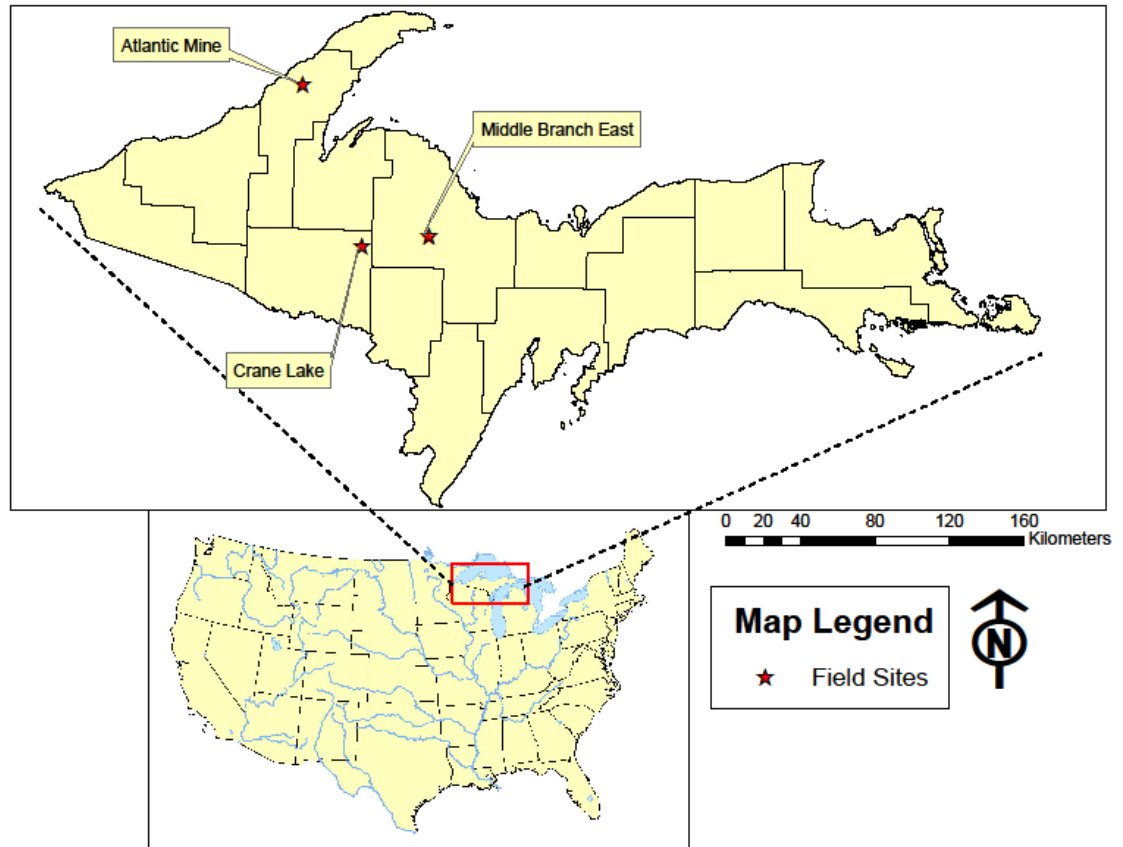 Atlantic Mine
Middle Branch East
Crane Lake
0 20 40 80 120 160
Kilometers
Map Legend
Field Sites
N